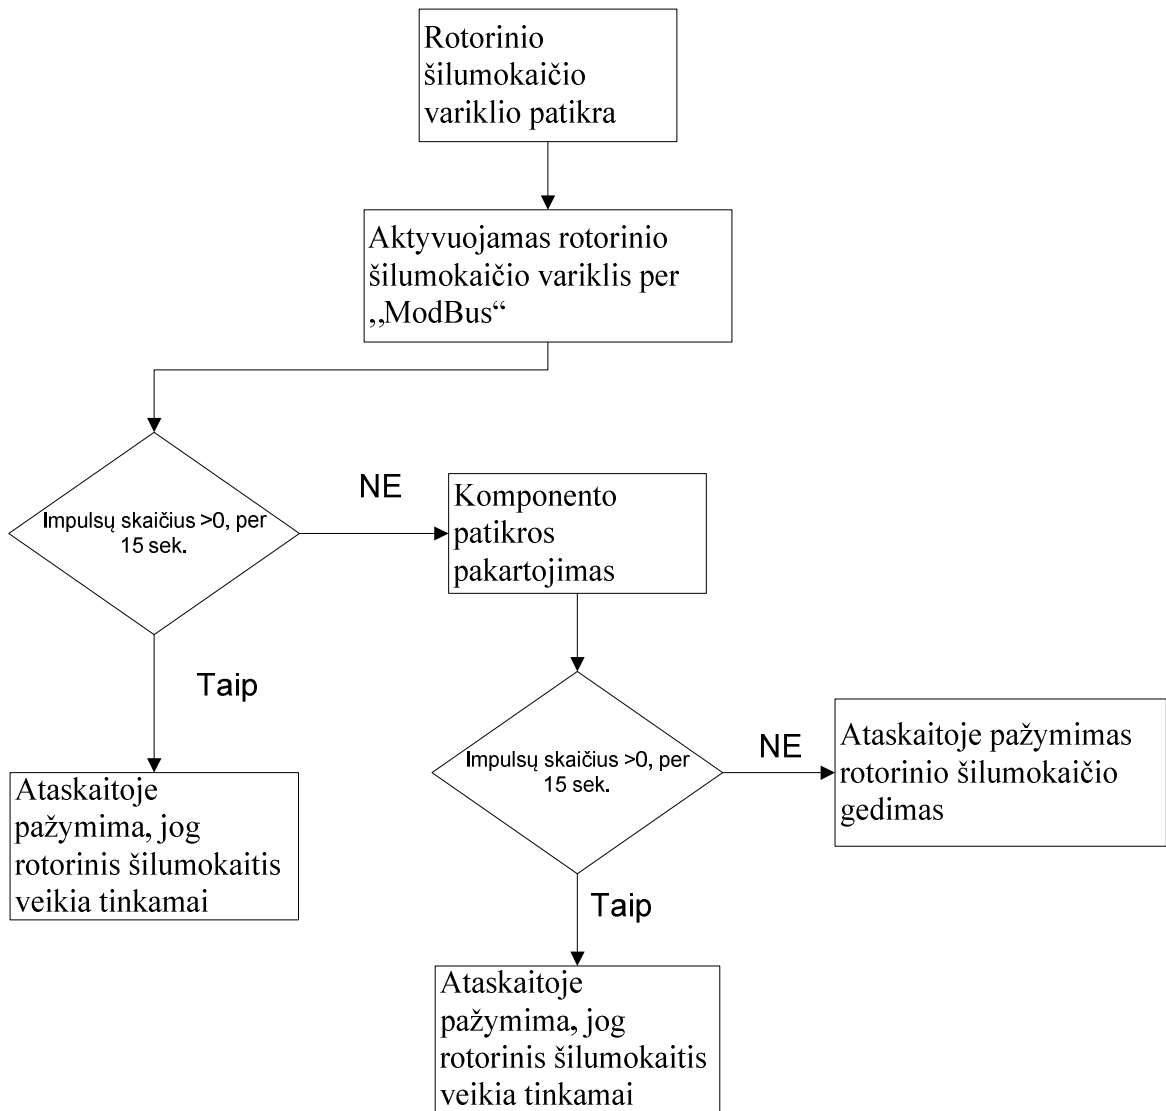 Rotorinio
šilumokaičio
variklio patikra
Aktyvuojamas rotorinio
šilumokaičio variklis per
„ModBus“
Impulsų skaičius >0, per
15 sek.
NE
Komponento
patikros
pakartojimas
Taip
Ataskaitoje
pažymima, jog
rotorinis šilumokaitis
veikia tinkamai
Impulsų skaičius >0, per
15 sek.
NE
Ataskaitoje pažymimas
rotorinio šilumokaičio
gedimas
Taip
Ataskaitoje
pažymima, jog
rotorinis šilumokaitis
veikia tinkamai